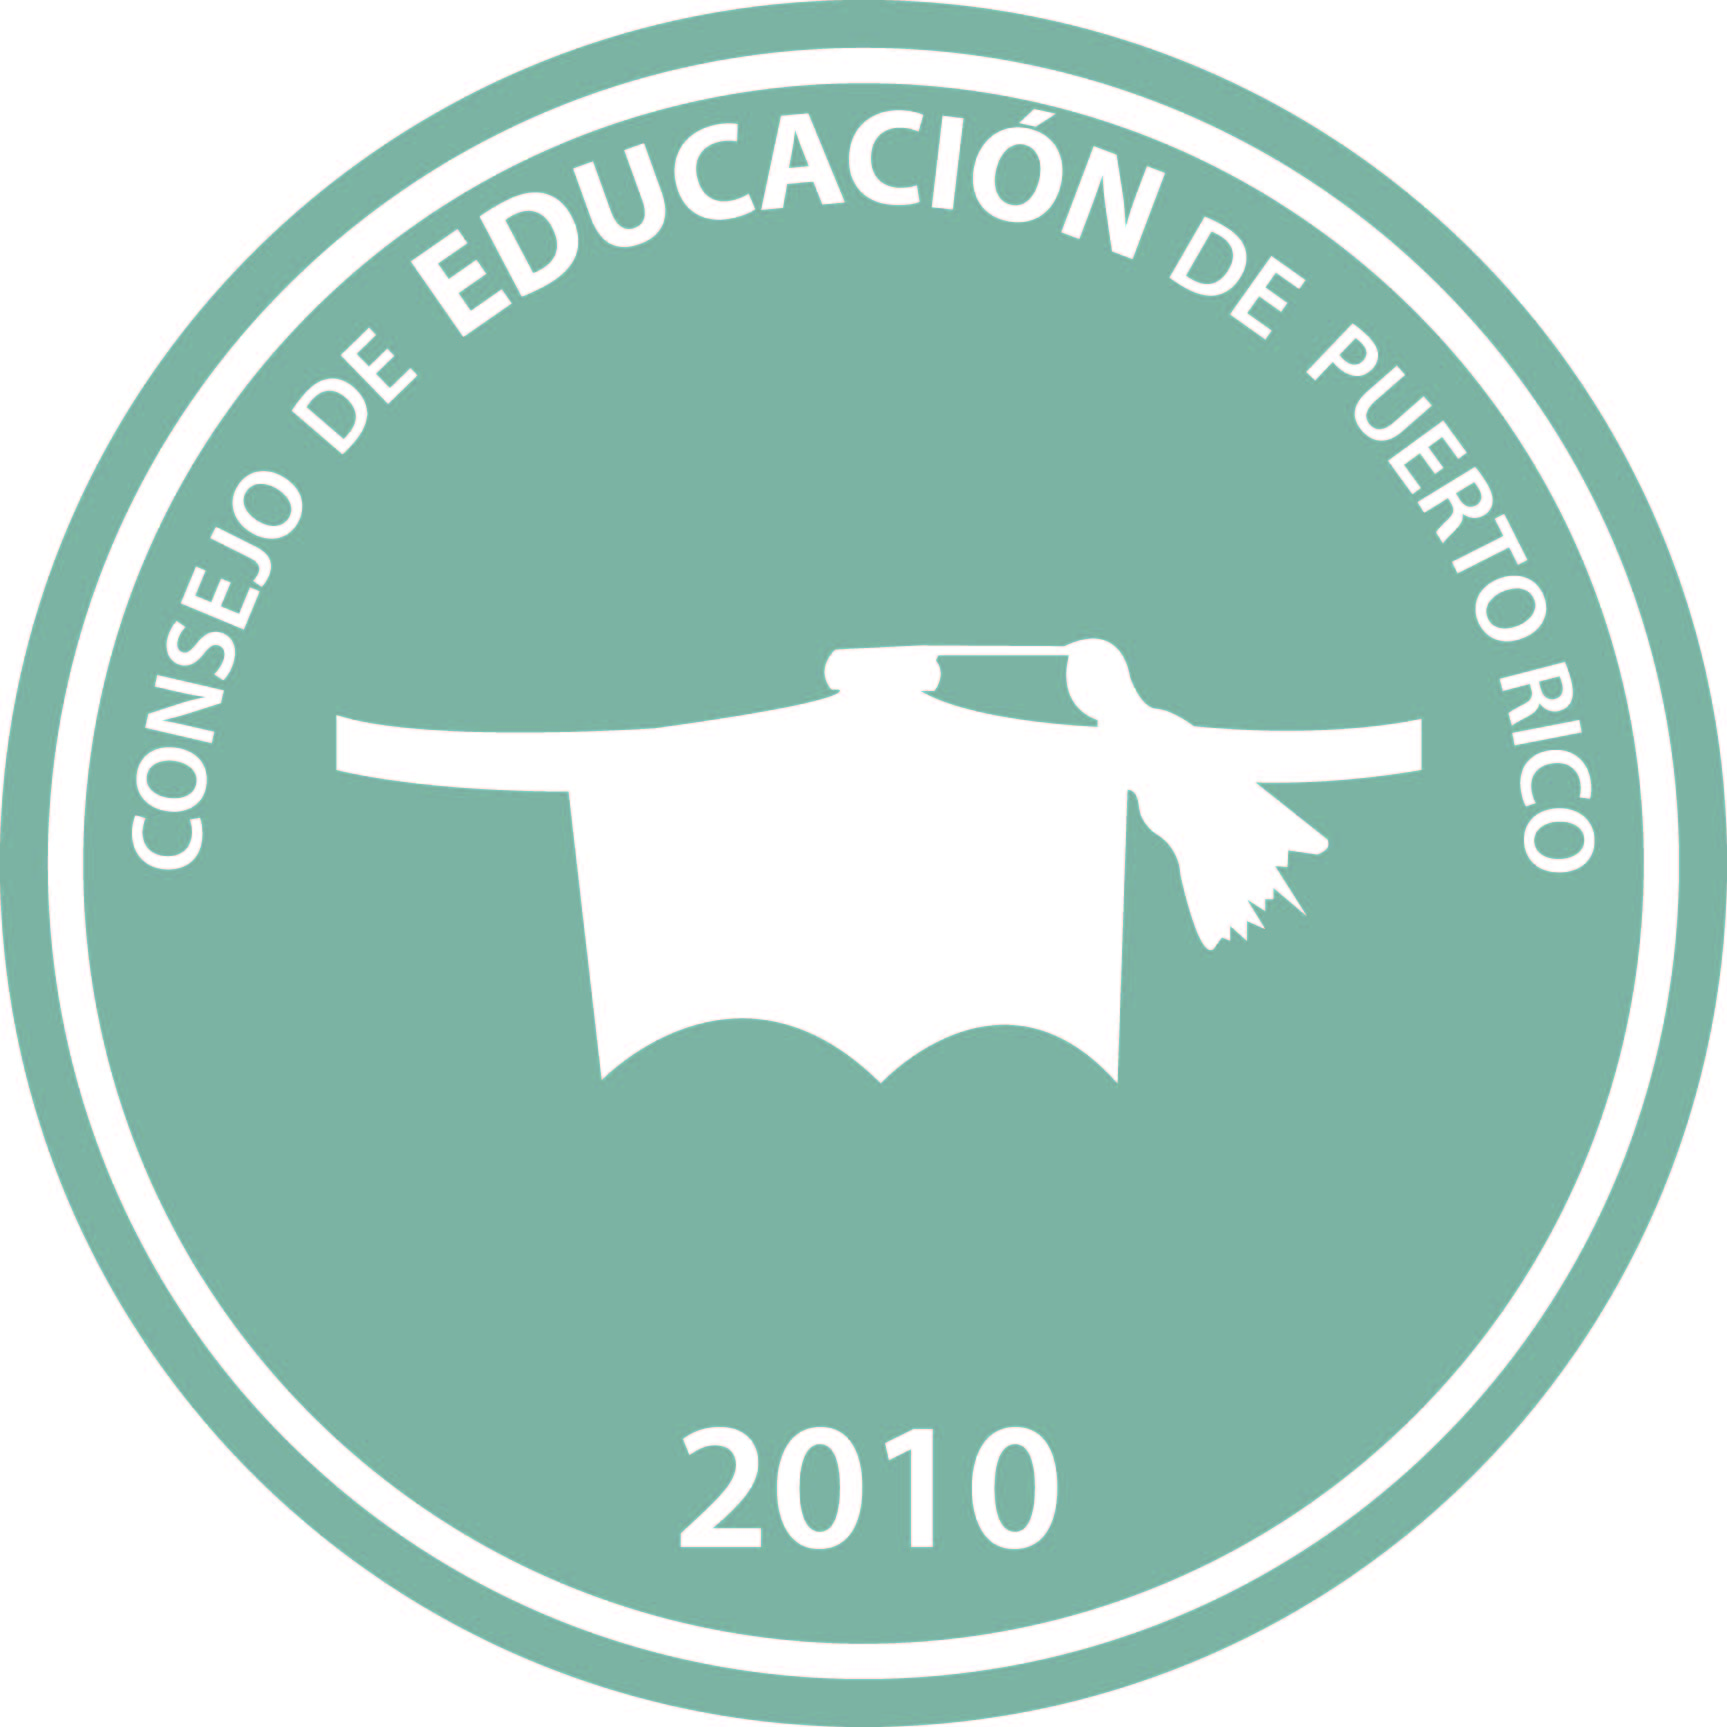 CONSEJO DE EDUCACIÓN DE PUERTO RICO
2010